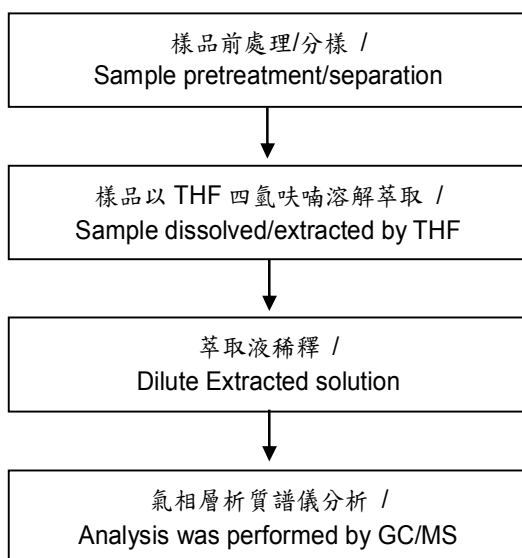 樣品前處理/分樣 /
Sample pretreatment/separation
樣品以 THF 四氫呋喃溶解萃取 /
Sample dissolved/extracted by THF
萃取液稀釋 /
Dilute Extracted solution
氣相層析質譜儀分析 /
Analysis was performed by GC/MS